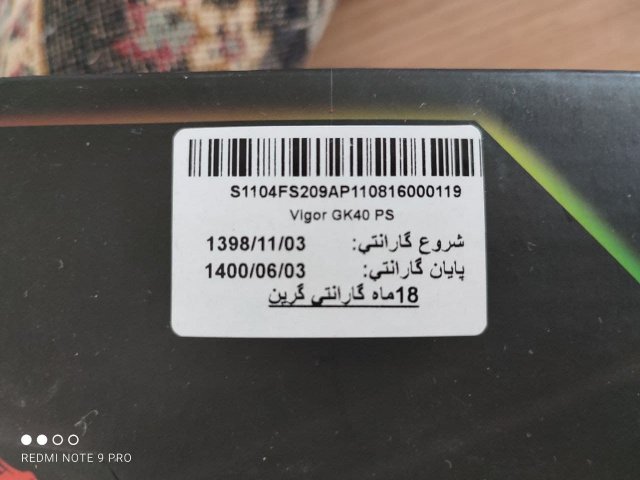 S1104FS209AP110816000119
Vigor GK40 PS
شروع گارانتي: 1398/11/03
پايان گارانتي: 1400/06/03
18ماه گارانتي گرين
REDMI NOTE 9 PRO